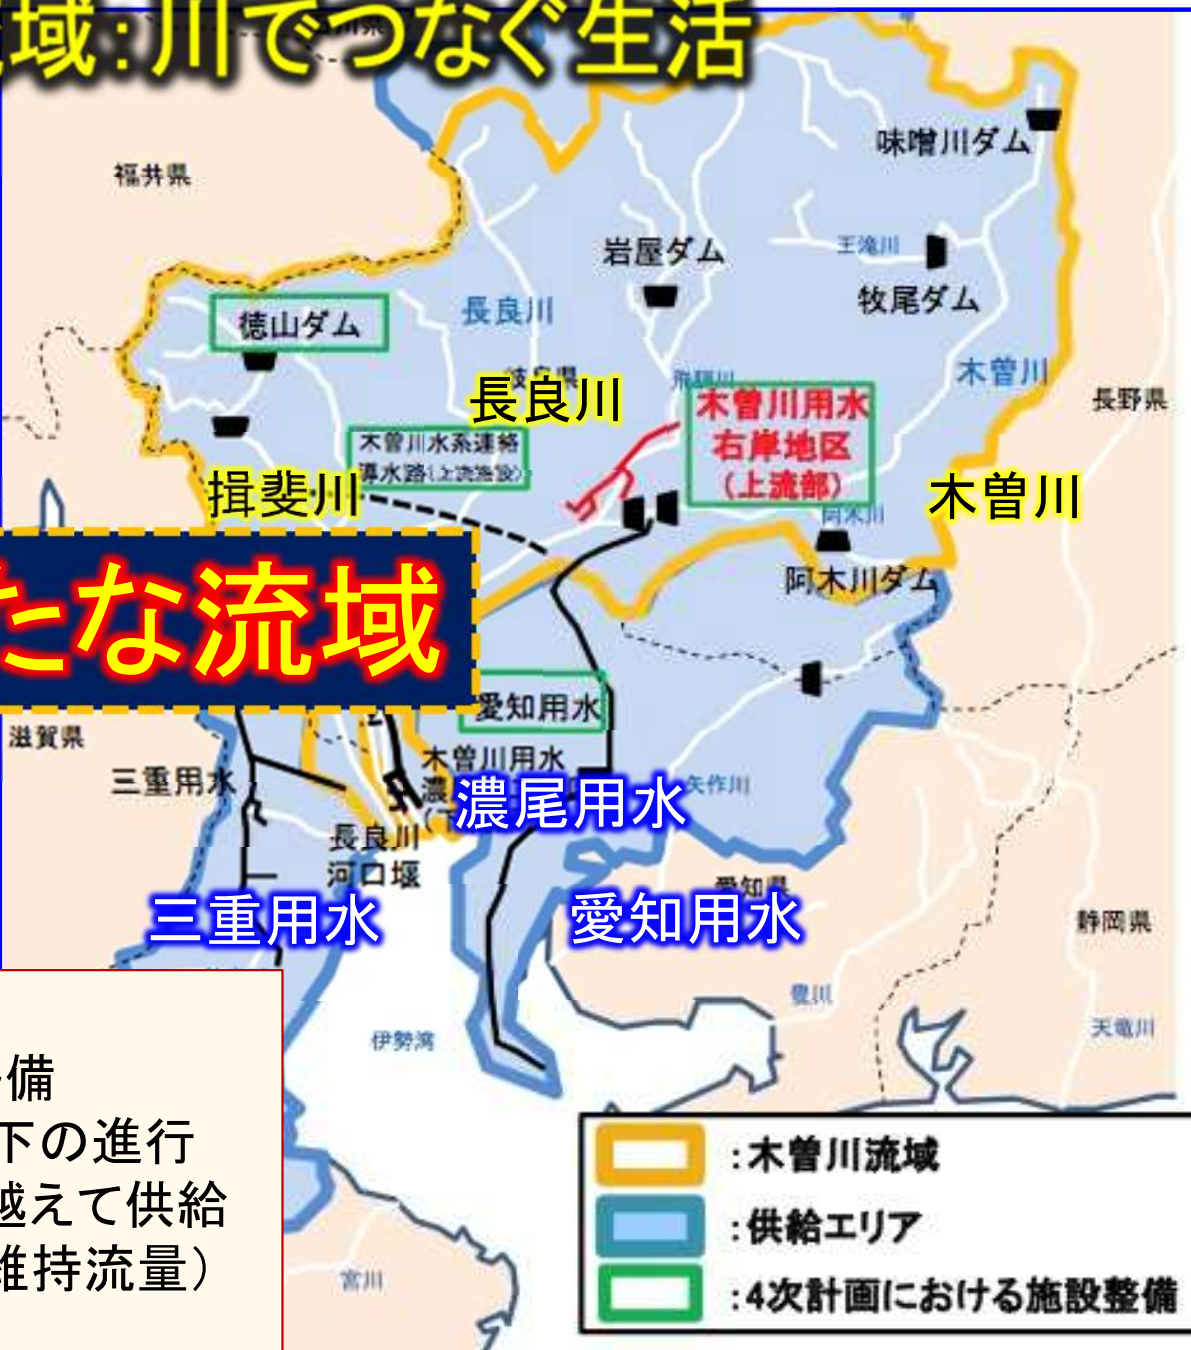 域：川でつなぐ生活
福井県
味噌川ダム
岩屋ダム
王滝川
牧尾ダム
徳山ダム
長良川
木曽川
長野県
長良川
木曽川用水
右岸地区
（上流部）
木曽川水系連絡
導水路（上流施設）
揖斐川
木曽川
阿木川
阿木川ダム
たな流域
愛知用水
滋賀県
三重用水
木曽川用水
濃尾用水
矢作川
長良川
河口堰
三重用水
愛知用水
愛知県
静岡県
豊川
天竜川
伊勢湾
備
下の進行
越えて供給
維持流量）
宮川
：木曽川流域
：供給エリア
：4次計画における施設整備